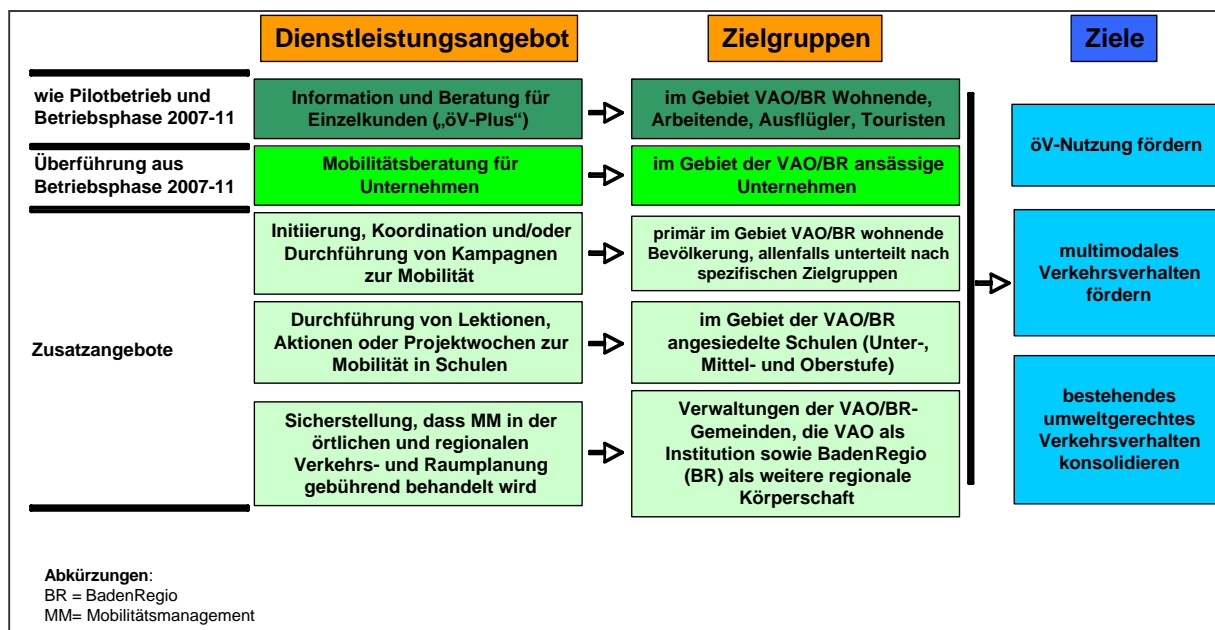 Dienstleistungsangebot
Zielgruppen
Ziele
wie Pilotbetrieb und
Betriebsphase 2007-11
Information und Beratung für
Einzelkunden („öV-Plus“)
im Gebiet VAO/BR Wohnende,
Arbeitende, Ausflügler, Touristen
Überführung aus
Betriebsphase 2007-11
Mobilitätsberatung für
Unternehmen
im Gebiet der VAO/BR ansässige
Unternehmen
Zusatzangebote
Initiierung, Koordination und/oder
Durchführung von Kampagnen
zur Mobilität
primär im Gebiet VAO/BR wohnende
Bevölkerung, allenfalls unterteilt nach
spezifischen Zielgruppen
Durchführung von Lektionen,
Aktionen oder Projektwochen zur
Mobilität in Schulen
im Gebiet der VAO/BR
angesiedelte Schulen (Unter-,
Mittel- und Oberstufe)
Sicherstellung, dass MM in der
örtlichen und regionalen
Verkehrs- und Raumplanung
gebührend behandelt wird
Verwaltungen der VAO/BR-
Gemeinden, die VAO als
Institution sowie BadenRegio
(BR) als weitere regionale
Körperschaft
öV-Nutzung fördern
multimodales
Verkehrsverhalten
fördern
bestehendes
umweltgerechtes
Verkehrsverhalten
konsolidieren
Abkürzungen:
BR = BadenRegio
MM= Mobilitätsmanagement